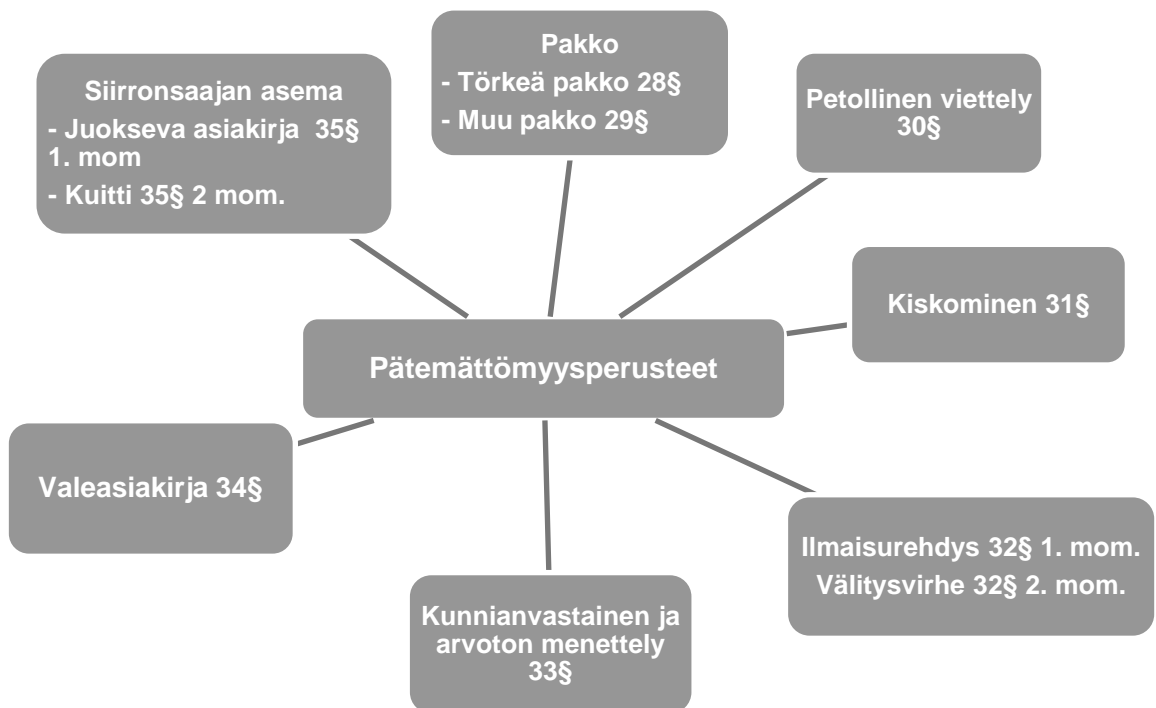 Pakko
- Törkeä pakko 28§
- Muu pakko 29§
Siirronsaajan asema
- Juokseva asiakirja  35§
1. mom
- Kuitti 35§ 2 mom.
Petollinen viettely
30§
Kiskominen 31§
Pätemättömyysperusteet
Valeasiakirja 34§
Ilmaisurehdys 32§ 1. mom.
Välitysvirhe 32§ 2. mom.
Kunnianvastainen ja
arvoton menettely
33§